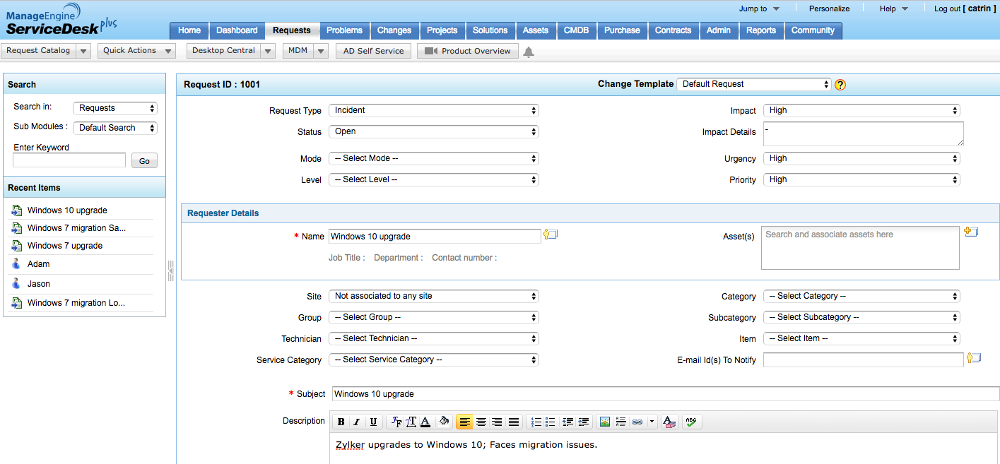 Jump to Personalize Help Log out [ catrin ]
ManageEngine
ServiceDesk plus
Home Dashboard Requests Problems Changes Projects Solutions Assets CMDB Purchase Contracts Admin Reports Community
Request Catalog Quick Actions Desktop Central MDM AD Self Service Product Overview
Search
Search in: Requests
Sub Modules : Default Search
Enter Keyword
Go
Recent Items
Windows 10 upgrade
Windows 7 migration Sa...
Windows 7 upgrade
Adam
Jason
Windows 7 migration Lo...
Request ID : 1001 Change Template Default Request ?
Request Type Incident Impact High
Status Open Impact Details -
Mode -- Select Mode -- Urgency High
Level -- Select Level -- Priority High
Requester Details
* Name Windows 10 upgrade Asset(s) Search and associate assets here
Job Title : Department : Contact number :
Site Not associated to any site Category -- Select Category --
Group -- Select Group -- Subcategory -- Select Subcategory --
Technician -- Select Technician -- Item -- Select Item --
Service Category -- Select Service Category -- E-mail Id(s) To Notify
* Subject Windows 10 upgrade
Description B I U F TT A A ABC
Zylker upgrades to Windows 10; Faces migration issues.